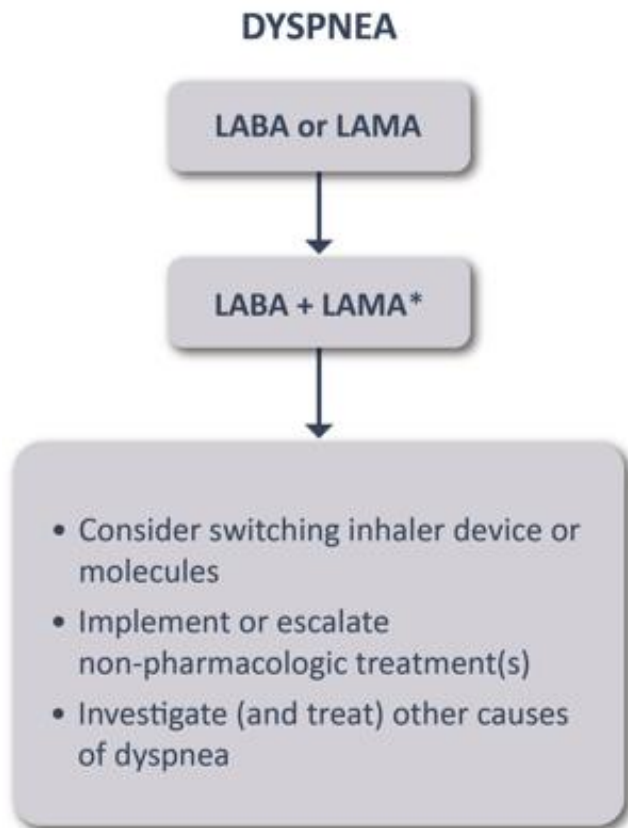 DYSPNEA
LABA or LAMA
LABA + LAMA*
• Consider switching inhaler device or
molecules
• Implement or escalate
non-pharmacologic treatment(s)
• Investigate (and treat) other causes
of dyspnea